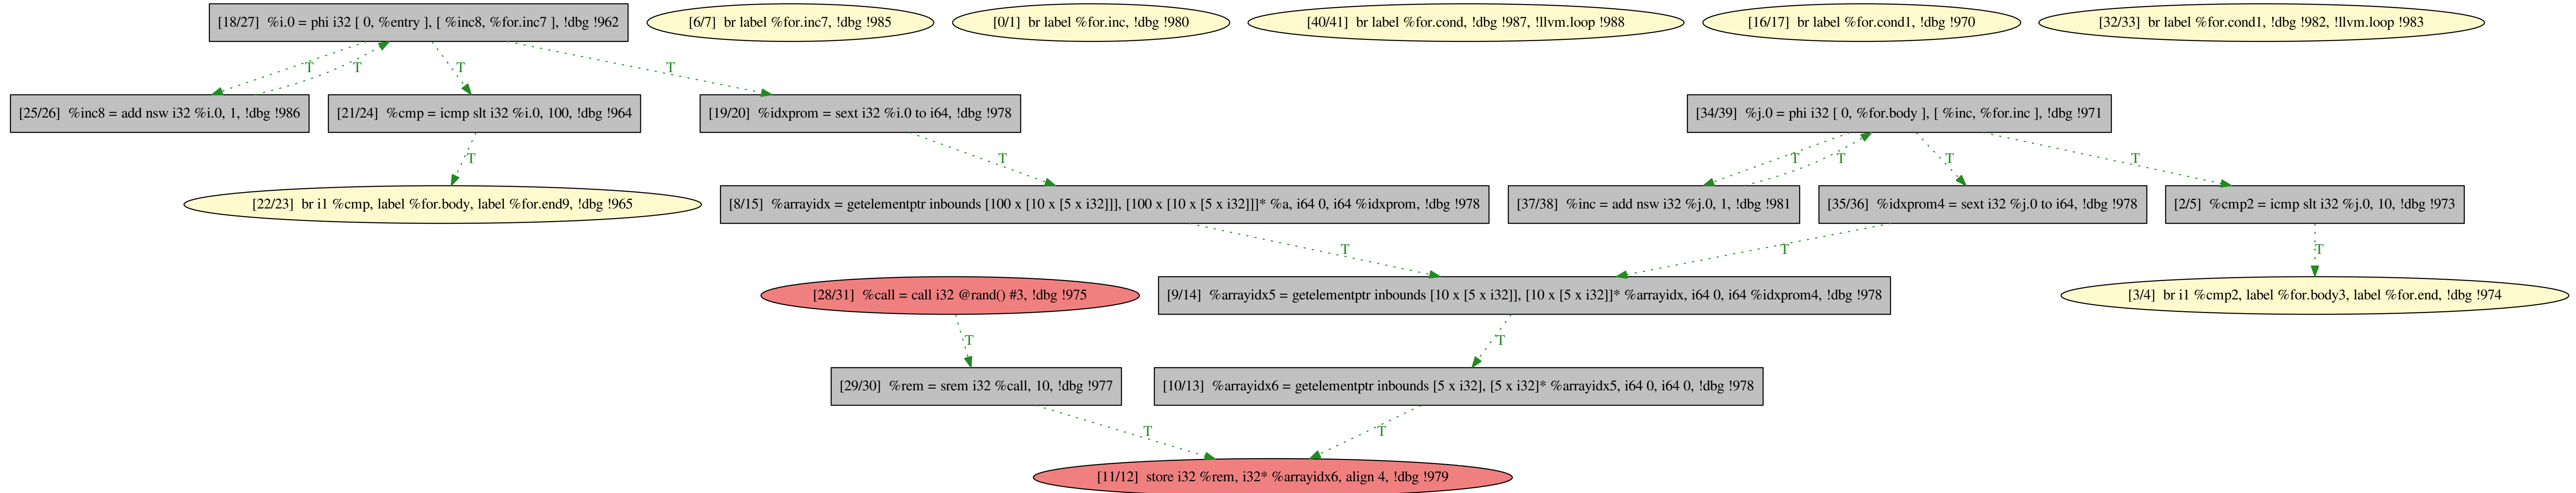 [18/27]  %i.0 = phi i32 [ 0, %entry ], [ %inc8, %for.inc7 ], !dbg !962
[6/7]  br label %for.inc7, !dbg !985
[0/1]  br label %for.inc, !dbg !980
[40/41]  br label %for.cond, !dbg !987, !llvm.loop !988
[16/17]  br label %for.cond1, !dbg !970
[32/33]  br label %for.cond1, !dbg !982, !llvm.loop !983
T
T
T
T
[25/26]  %inc8 = add nsw i32 %i.0, 1, !dbg !986
[21/24]  %cmp = icmp slt i32 %i.0, 100, !dbg !964
[19/20]  %idxprom = sext i32 %i.0 to i64, !dbg !978
[34/39]  %j.0 = phi i32 [ 0, %for.body ], [ %inc, %for.inc ], !dbg !971
T
T
T
T
T
T
[22/23]  br i1 %cmp, label %for.body, label %for.end9, !dbg !965
[8/15]  %arrayidx = getelementptr inbounds [100 x [10 x [5 x i32]]], [100 x [10 x [5 x i32]]]* %a, i64 0, i64 %idxprom, !dbg !978
[37/38]  %inc = add nsw i32 %j.0, 1, !dbg !981
[35/36]  %idxprom4 = sext i32 %j.0 to i64, !dbg !978
[2/5]  %cmp2 = icmp slt i32 %j.0, 10, !dbg !973
T
T
T
[28/31]  %call = call i32 @rand() #3, !dbg !975
[9/14]  %arrayidx5 = getelementptr inbounds [10 x [5 x i32]], [10 x [5 x i32]]* %arrayidx, i64 0, i64 %idxprom4, !dbg !978
[3/4]  br i1 %cmp2, label %for.body3, label %for.end, !dbg !974
T
T
[29/30]  %rem = srem i32 %call, 10, !dbg !977
[10/13]  %arrayidx6 = getelementptr inbounds [5 x i32], [5 x i32]* %arrayidx5, i64 0, i64 0, !dbg !978
T
T
[11/12]  store i32 %rem, i32* %arrayidx6, align 4, !dbg !979